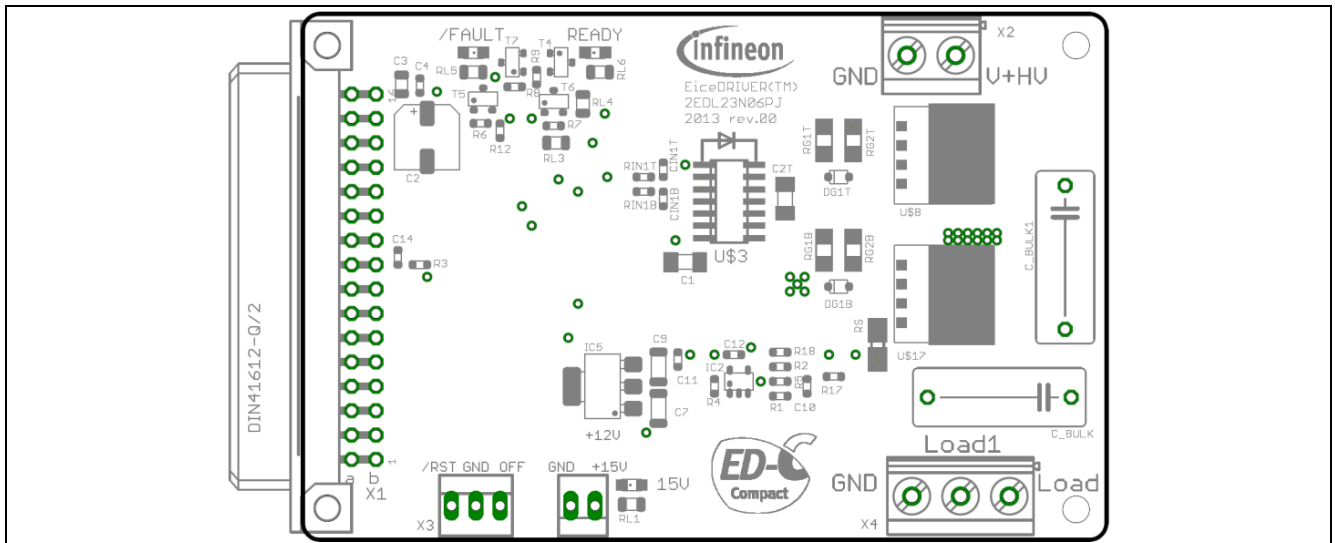 /FAULT
T7
T4
READY
X2
C3
C4
RL5
R9
RL6
infineon
GND
V+HV
16
T5
R8
T6
RL4
EiceDRIVER(TM)
2EDL23N06PJ
2013 rev.00
+
R6
R12
R7
RL3
RG1T
RG2T
C2
RIN1T
CIN1T
RIN1B
CIN1B
C2T
DG1T
U$8
C_BULK1
C14
R3
U$3
C1
RG1B
RG2B
DG1B
RS
U$17
DIN41612-Q/2
IC5
C9
C11
C12
IC2
R4
R18
R2
R5
R1
C10
R17
C7
+12V
C_BULK
ED-C
Compact
Load1
/RST GND OFF
GND +15V
15V
GND
Load
a b
1
X1
X3
RL1
X4